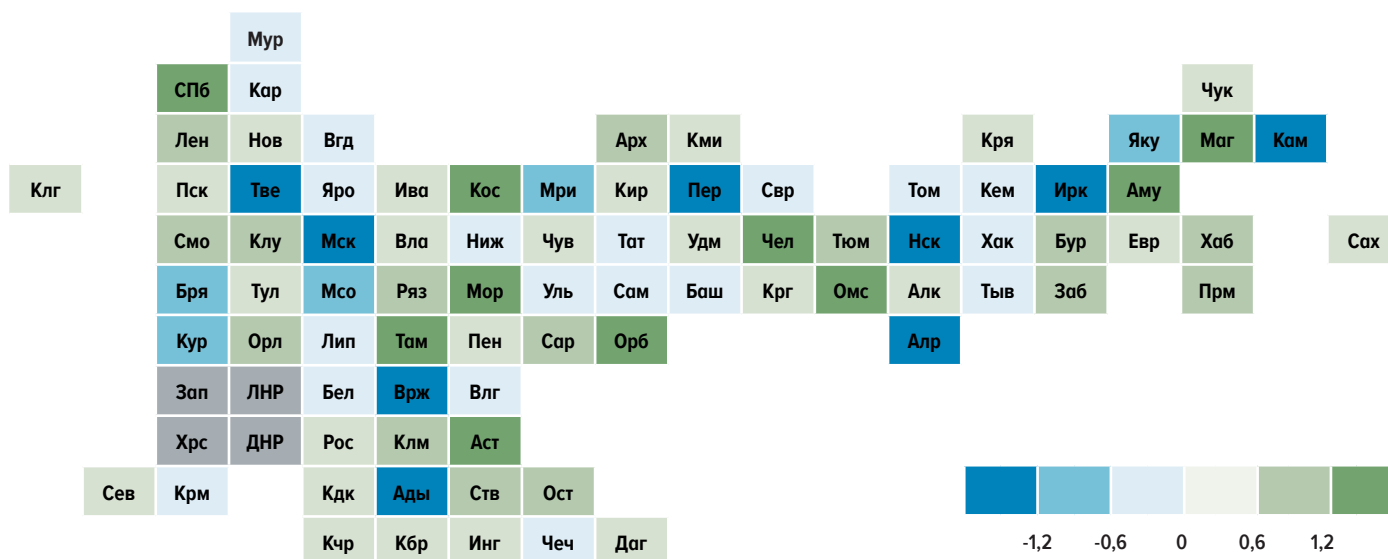 Мур
СПб Кар Чук
Лен Нов Вгд Арх Кми Кря Яку Маг Кам
Клг Пск Тве Яро Ива Кос Мри Кир Пер Свр Том Кем Ирк Аму
Смо Клу Мск Вла Ниж Чув Тат Удм Чел Тюм Нск Хак Бур Евр Хаб Сах
Бря Тул Мсо Ряз Мор Уль Сам Баш Крг Омс Алк Тыв Заб Прм
Кур Орл Лип Там Пен Сар Орб Алр
Зап ЛНР Бел Врж Влг
Хрс ДНР Рос Клм Аст
Сев Крм Кдк Ады Ств Ост
Кчр Кбр Инг Чеч Даг
-1,2 -0,6 0 0,6 1,2